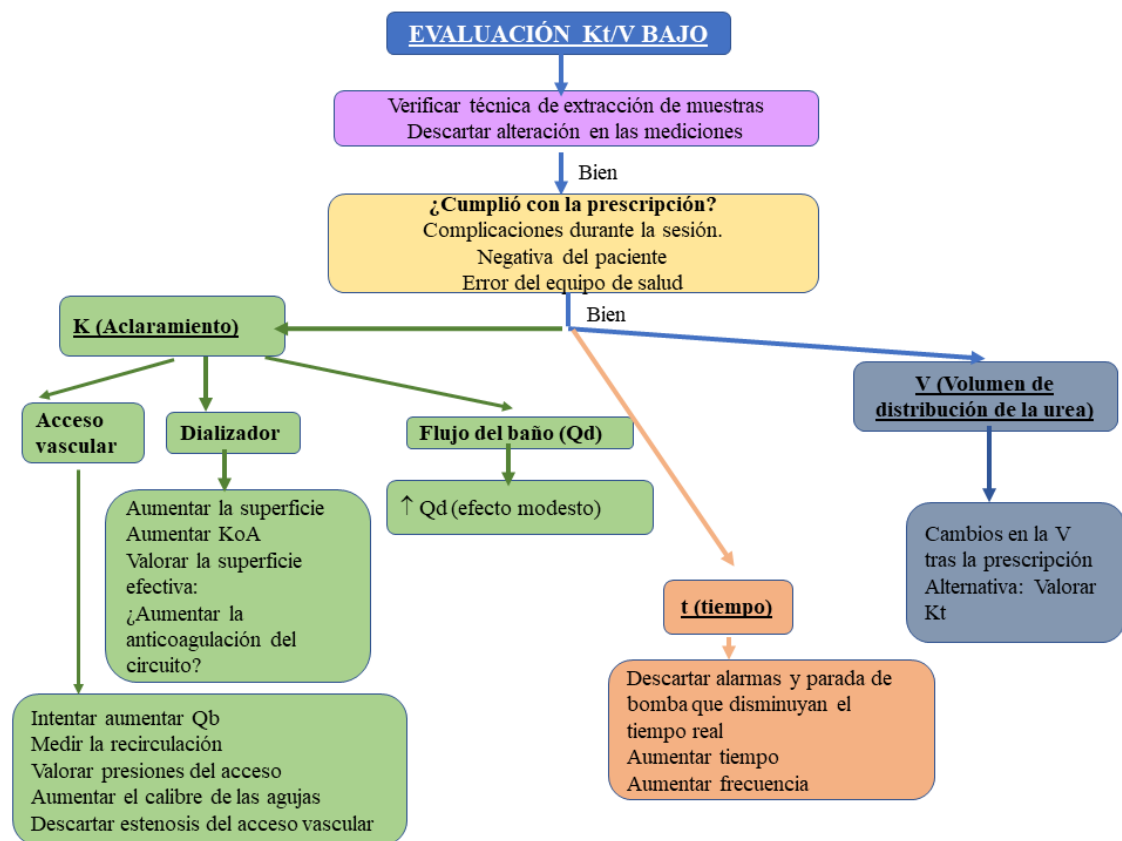 EVALUACIÓN Kt/V BAJO
Verificar técnica de extracción de muestras
Descartar alteración en las mediciones
Bien
¿Cumplió con la prescripción?
Complicaciones durante la sesión.
Negativa del paciente
Error del equipo de salud
Bien
K (Aclaramiento)
V (Volumen de
distribución de la urea)
Acceso
vascular
Dializador
Flujo del baño (Qd)
Aumentar la superficie
Aumentar KoA
Valorar la superficie
efectiva:
¿Aumentar la
anticoagulación del
circuito?
↑ Qd (efecto modesto)
Cambios en la V
tras la prescripción
Alternativa: Valorar
Kt
t (tiempo)
Descartar alarmas y parada de
bomba que disminuyan el
tiempo real
Aumentar tiempo
Aumentar frecuencia
Intentar aumentar Qb
Medir la recirculación
Valorar presiones del acceso
Aumentar el calibre de las agujas
Descartar estenosis del acceso vascular